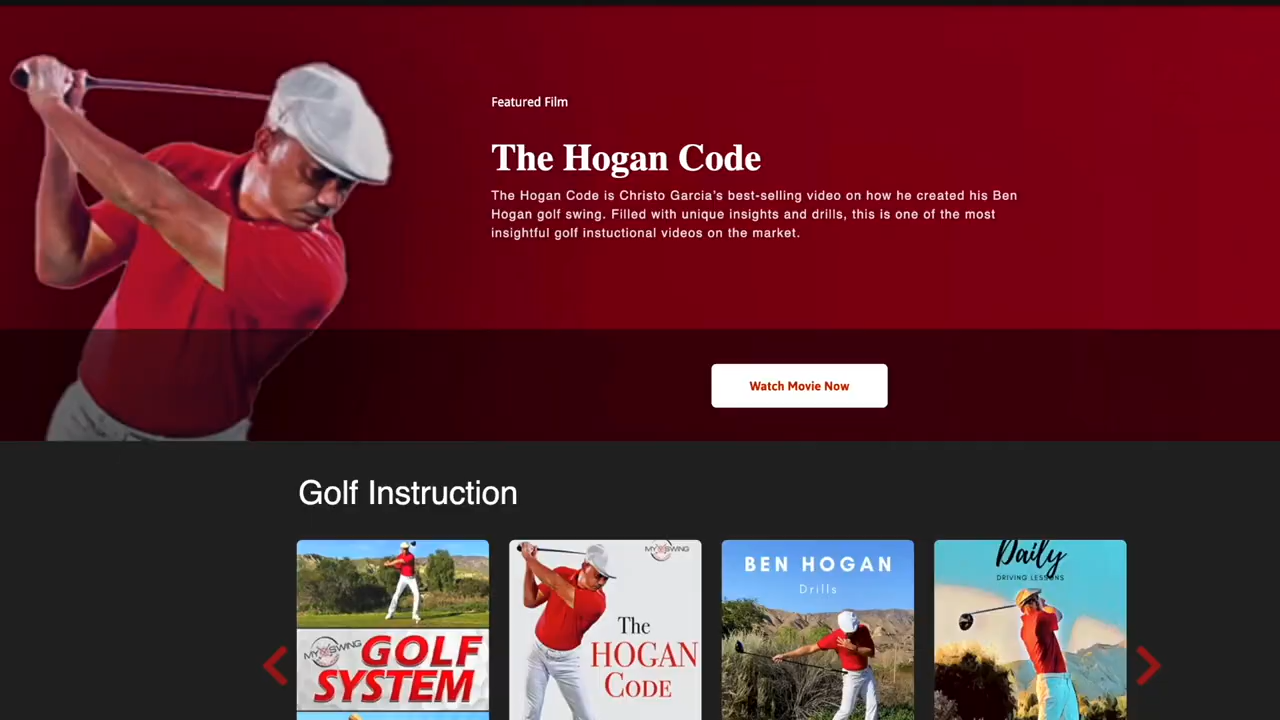 Featured Film
The Hogan Code
The Hogan Code is Christo Garcia's best-selling video on how he created his Ben
Hogan golf swing. Filled with unique insights and drills, this is one of the most
insightful golf instuctional videos on the market.
Watch Movie Now
Golf Instruction
MY SWING
GOLF
SYSTEM
MY SWING
The
HOGAN
CODE
BEN HOGAN
Drills
Daily
DRIVING LESSONS